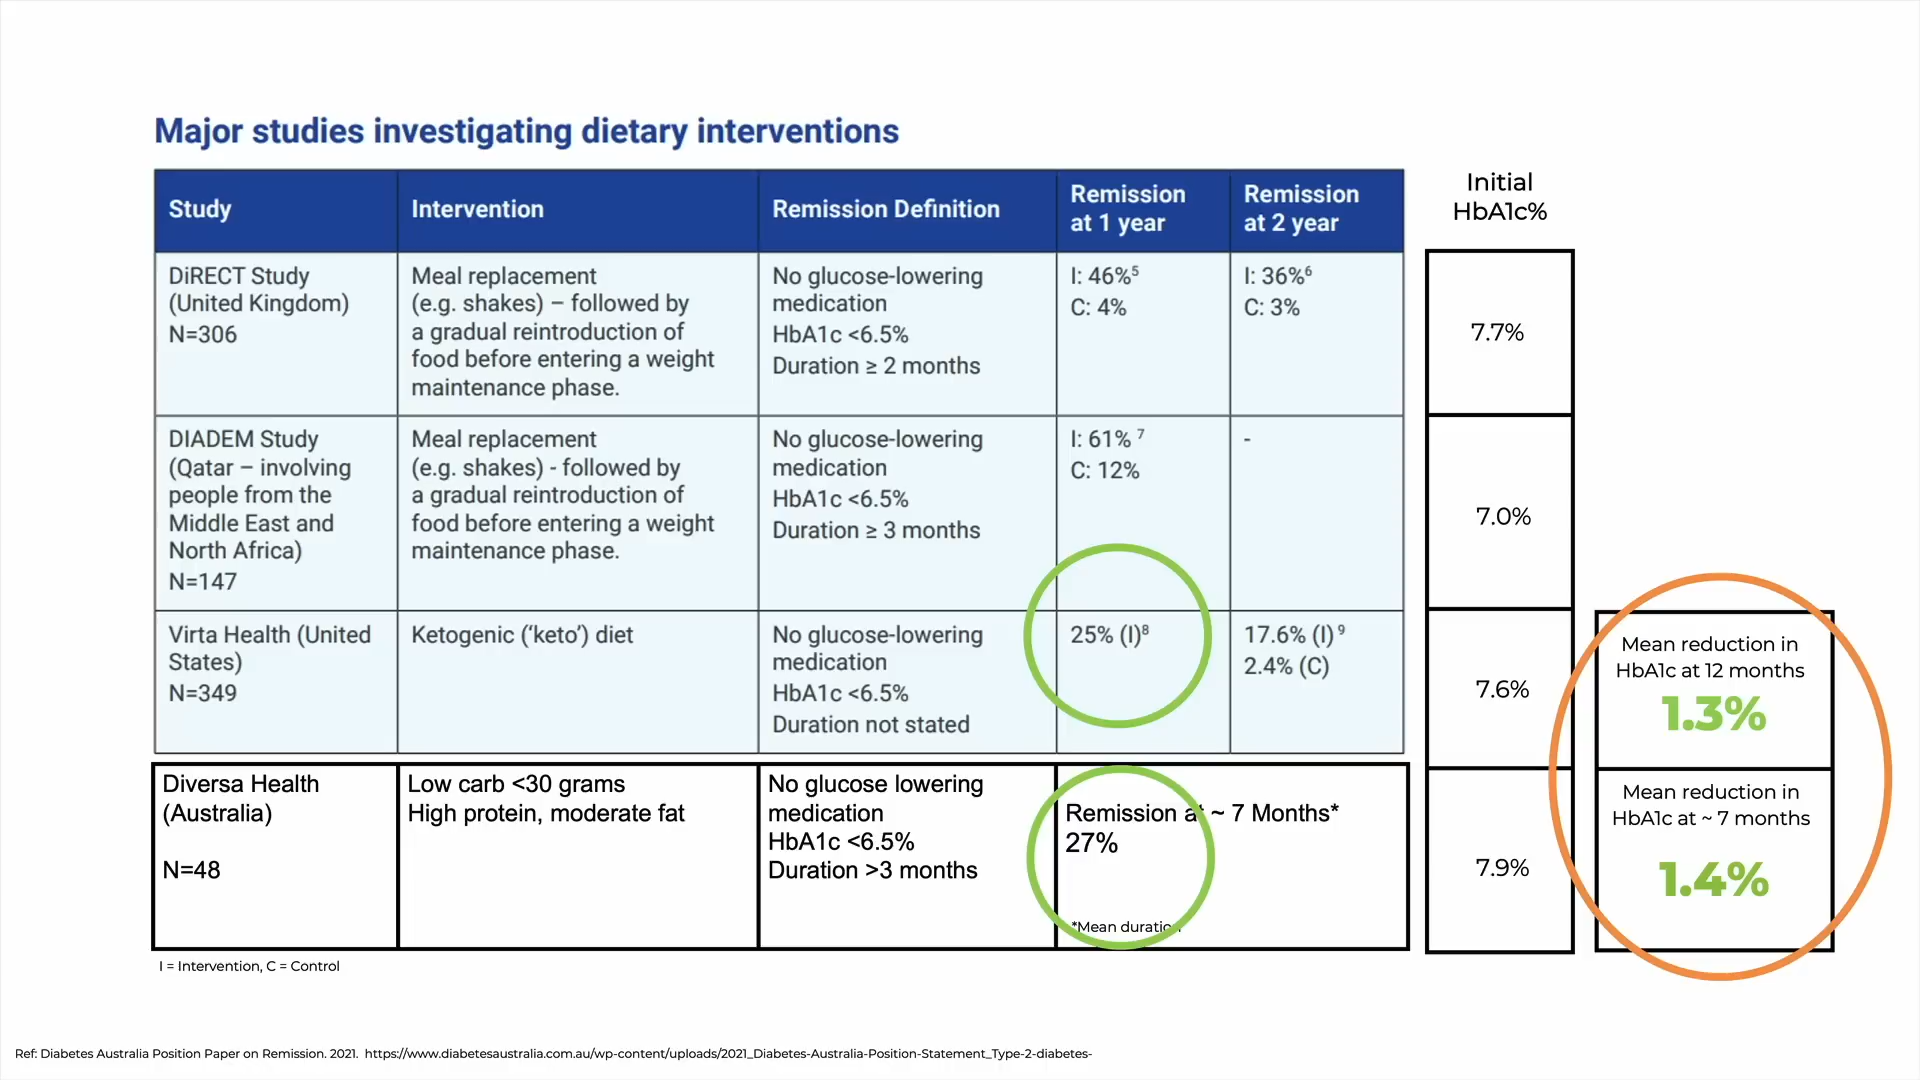 Major studies investigating dietary interventions
Study
Intervention
Remission Definition
Remission
at 1 year
Remission
at 2 year
Initial
HbA1c%
DiRECT Study
(United Kingdom)
N=306
Meal replacement
(e.g. shakes) – followed by
a gradual reintroduction of
food before entering a weight
maintenance phase.
No glucose-lowering
medication
HbA1c <6.5%
Duration ≥ 2 months
I: 46%⁵
C: 4%
I: 36%⁶
C: 3%
7.7%
DIADEM Study
(Qatar – involving
people from the
Middle East and
North Africa)
N=147
Meal replacement
(e.g. shakes) - followed by
a gradual reintroduction of
food before entering a weight
maintenance phase.
No glucose-lowering
medication
HbA1c <6.5%
Duration ≥ 3 months
I: 61% ⁷
C: 12%
-
7.0%
Virta Health (United
States)
N=349
Ketogenic (‘keto’) diet
No glucose-lowering
medication
HbA1c <6.5%
Duration not stated
25% (I)⁸
17.6% (I) ⁹
2.4% (C)
7.6%
Mean reduction in
HbA1c at 12 months
1.3%
Diversa Health
(Australia)
N=48
Low carb <30 grams
High protein, moderate fat
No glucose lowering
medication
HbA1c <6.5%
Duration >3 months
Remission at ~ 7 Months*
27%
*Mean duration
7.9%
Mean reduction in
HbA1c at ~ 7 months
1.4%
I = Intervention, C = Control
Ref: Diabetes Australia Position Paper on Remission. 2021. https://www.diabetesaustralia.com.au/wp-content/uploads/2021_Diabetes-Australia-Position-Statement_Type-2-diabetes-